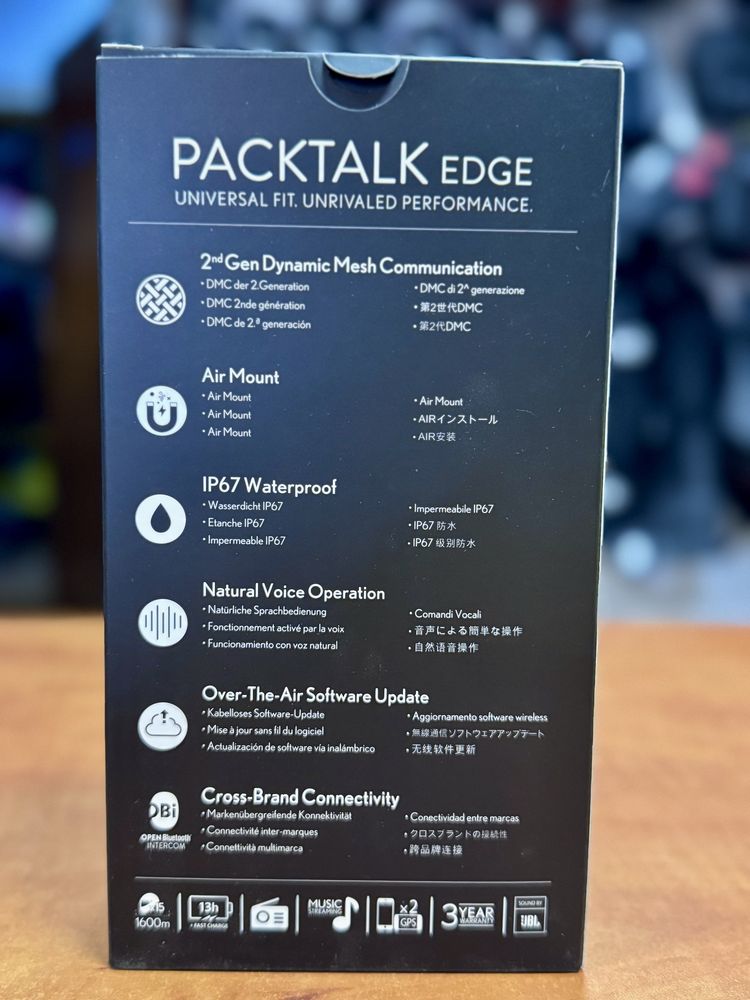 PACKTALK EDGE
UNIVERSAL FIT. UNRIVALED PERFORMANCE.
2nd Gen Dynamic Mesh Communication
• DMC der 2.Generation
• DMC 2nde génération
• DMC de 2.ª generación
• DMC di 2^ generazione
• 第2世代DMC
• 第2代DMC
Air Mount
• Air Mount
• Air Mount
• Air Mount
• Air Mount
• AIRインストール
• AIR安装
IP67 Waterproof
• Wasserdicht IP67
• Etanche IP67
• Impermeable IP67
• Impermeabile IP67
• IP67 防水
• IP67 级别防水
Natural Voice Operation
• Natürliche Sprachbedienung
• Fonctionnement activé par la voix
• Funcionamiento con voz natural
• Comandi Vocali
• 音声による簡単な操作
• 自然语音操作
Over-The-Air Software Update
• Kabelloses Software-Update
• Mise à jour sans fil du logiciel
• Actualización de software vía inalámbrico
• Aggiornamento software wireless
• 無線通信ソフトウェアアップデート
• 无线软件更新
OBi
OPEN Bluetooth
INTERCOM
Cross-Brand Connectivity
• Markenübergreifende Konnektivität
• Connectivité inter-marques
• Connettività multimarca
• Conectividad entre marcas
• クロスブランドの接続性
• 跨品牌连接
x15
1600m
13h
+ FAST CHARGE
MUSIC
STREAMING
x2
GPS
3 YEAR
WARRANTY
SOUND BY
JBL